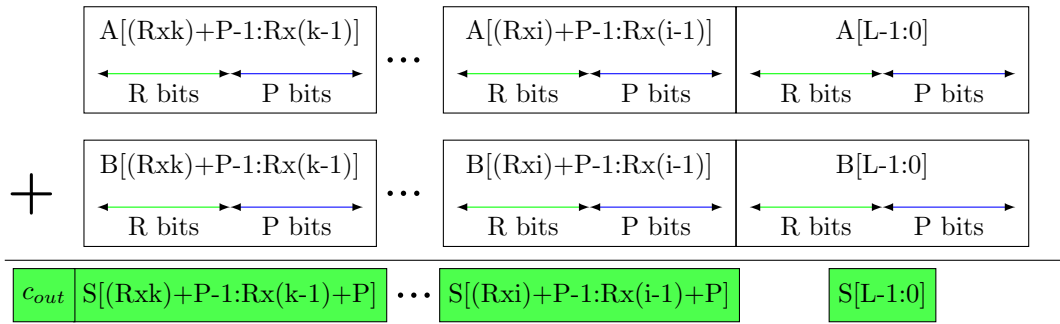 A[(Rxk)+P-1:Rx(k-1)] ... A[(Rxi)+P-1:Rx(i-1)] A[L-1:0]
R bits P bits R bits P bits R bits P bits
+ B[(Rxk)+P-1:Rx(k-1)] ... B[(Rxi)+P-1:Rx(i-1)] B[L-1:0]
R bits P bits R bits P bits R bits P bits
c_out S[(Rxk)+P-1:Rx(k-1)+P] ... S[(Rxi)+P-1:Rx(i-1)+P] S[L-1:0]